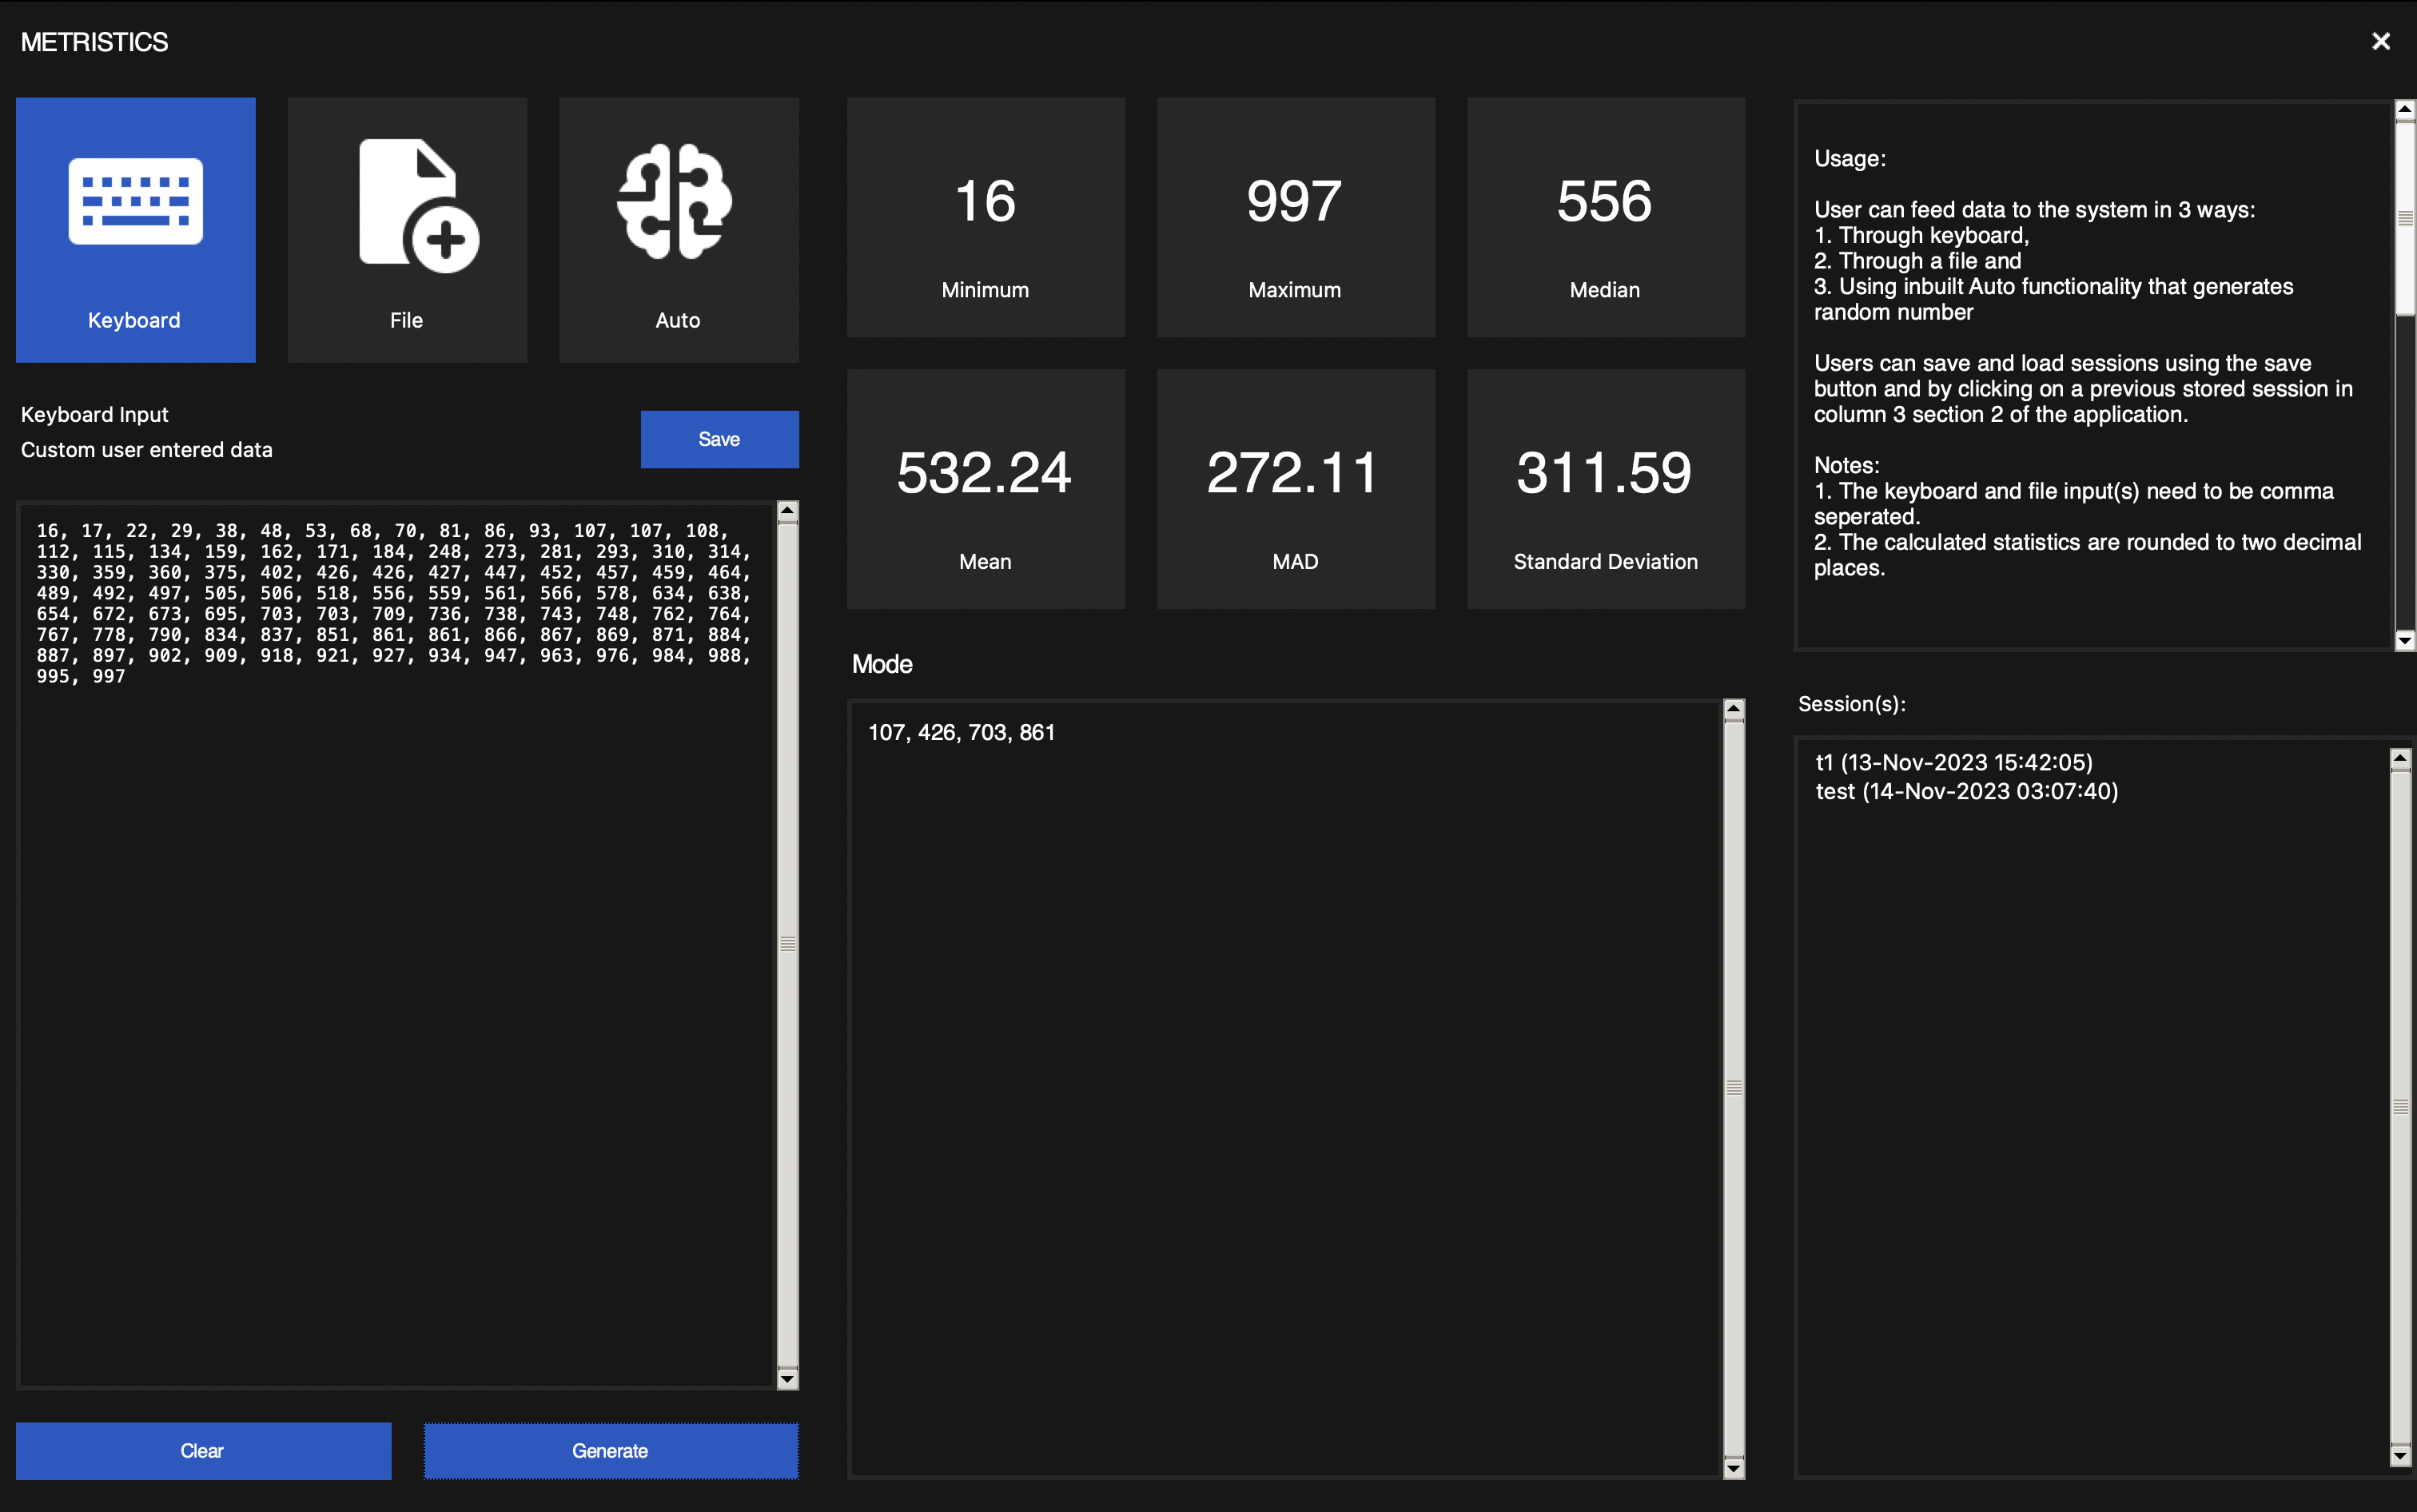 METRISTICS
Keyboard
File
Auto
Keyboard Input
Custom user entered data
Save
16, 17, 22, 29, 38, 48, 53, 68, 70, 81, 86, 93, 107, 107, 108,
112, 115, 134, 159, 162, 171, 184, 248, 273, 281, 293, 310, 314,
330, 359, 360, 375, 402, 426, 426, 427, 447, 452, 457, 459, 464,
489, 492, 497, 505, 506, 518, 556, 559, 561, 566, 578, 634, 638,
654, 672, 673, 695, 703, 703, 709, 736, 738, 743, 748, 762, 764,
767, 778, 790, 834, 837, 851, 861, 861, 866, 867, 869, 871, 884,
887, 897, 902, 909, 918, 921, 927, 934, 947, 963, 976, 984, 988,
995, 997
Clear
Generate
16
Minimum
997
Maximum
556
Median
532.24
Mean
272.11
MAD
311.59
Standard Deviation
Mode
107, 426, 703, 861
Usage:
User can feed data to the system in 3 ways:
1. Through keyboard,
2. Through a file and
3. Using inbuilt Auto functionality that generates
random number
Users can save and load sessions using the save
button and by clicking on a previous stored session in
column 3 section 2 of the application.
Notes:
1. The keyboard and file input(s) need to be comma
seperated.
2. The calculated statistics are rounded to two decimal
places.
Session(s):
t1 (13-Nov-2023 15:42:05)
test (14-Nov-2023 03:07:40)